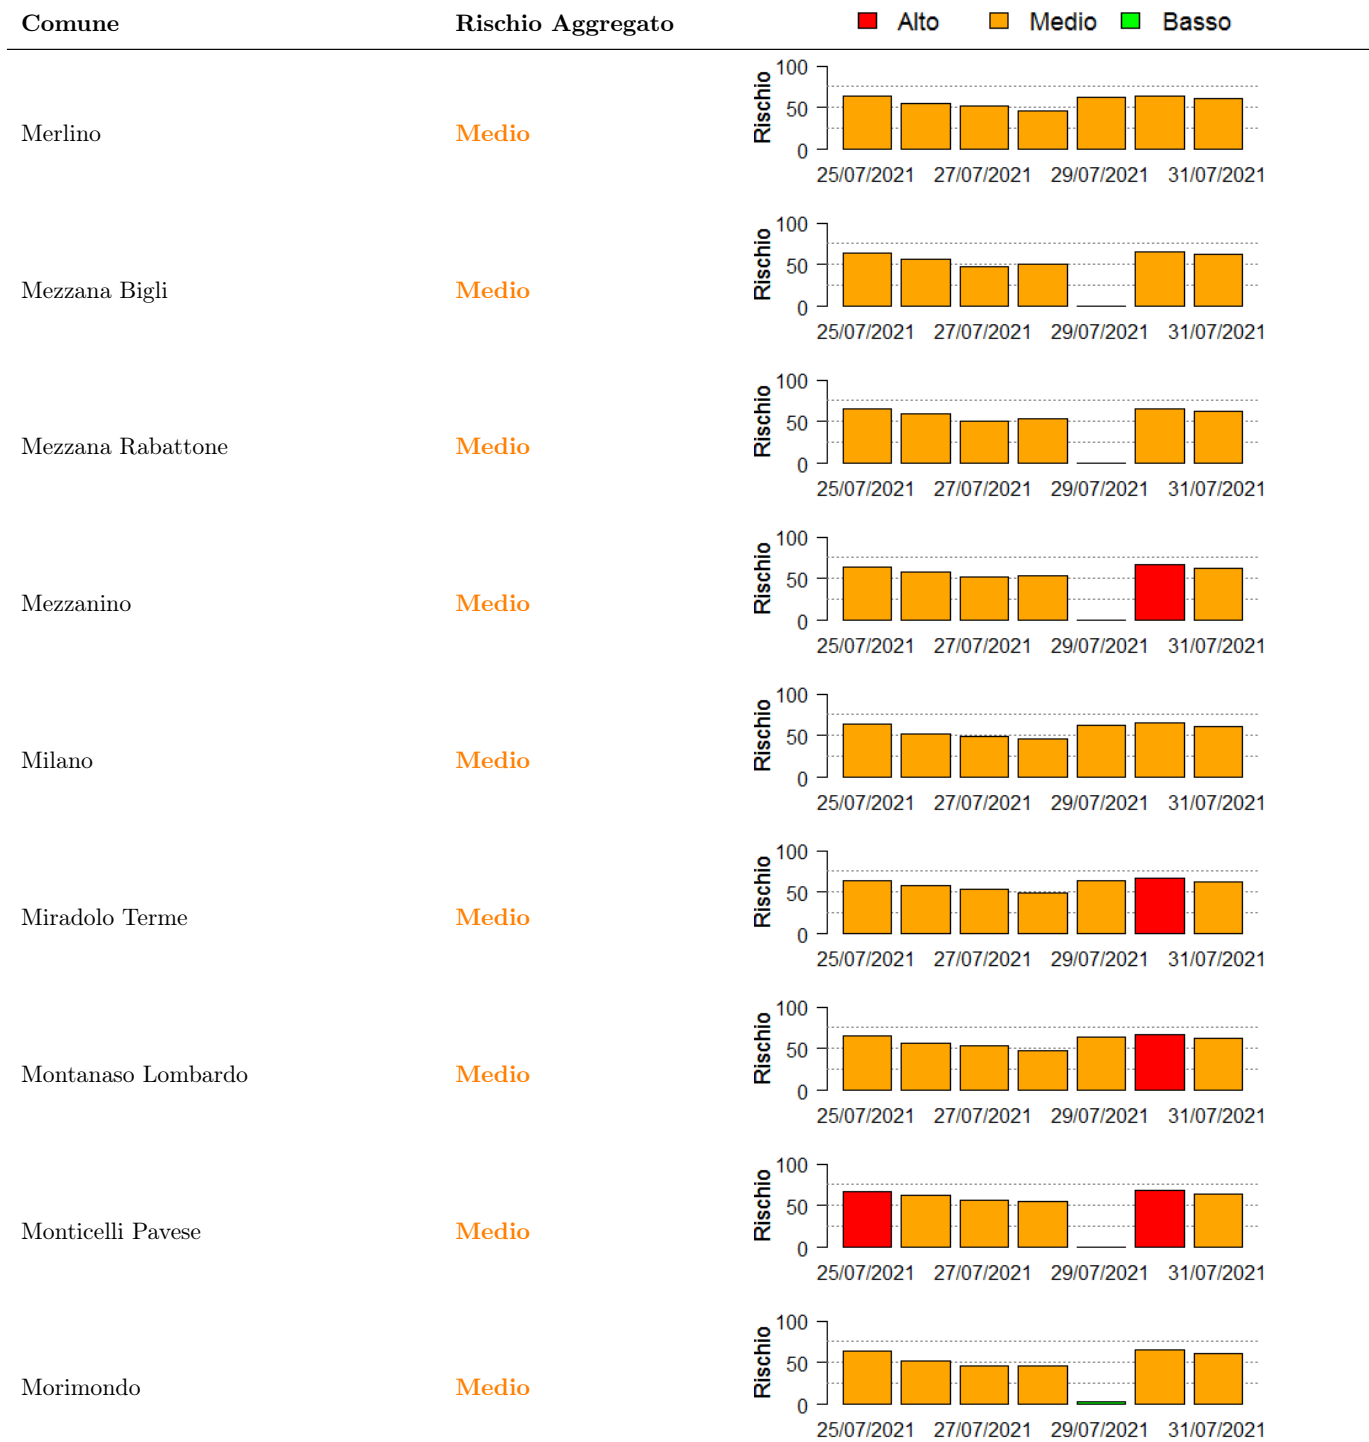 Comune Rischio Aggregato Alto Medio Basso
100
50
0
Rischio
Merlino Medio
25/07/2021 27/07/2021 29/07/2021 31/07/2021
100
50
0
Rischio
Mezzana Bigli Medio
25/07/2021 27/07/2021 29/07/2021 31/07/2021
100
50
0
Rischio
Mezzana Rabattone Medio
25/07/2021 27/07/2021 29/07/2021 31/07/2021
100
50
0
Rischio
Mezzanino Medio
25/07/2021 27/07/2021 29/07/2021 31/07/2021
100
50
0
Rischio
Milano Medio
25/07/2021 27/07/2021 29/07/2021 31/07/2021
100
50
0
Rischio
Miradolo Terme Medio
25/07/2021 27/07/2021 29/07/2021 31/07/2021
100
50
0
Rischio
Montanaso Lombardo Medio
25/07/2021 27/07/2021 29/07/2021 31/07/2021
100
50
0
Rischio
Monticelli Pavese Medio
25/07/2021 27/07/2021 29/07/2021 31/07/2021
100
50
0
Rischio
Morimondo Medio
25/07/2021 27/07/2021 29/07/2021 31/07/2021